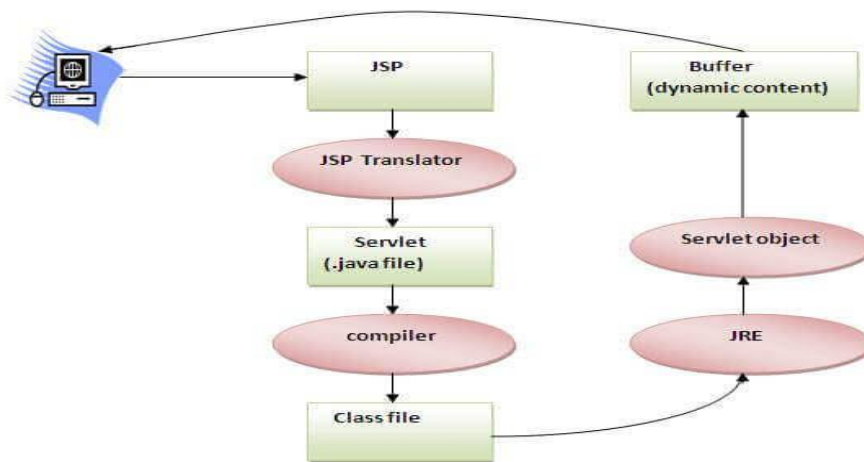 JSP
JSP Translator
Servlet
(.java file)
compiler
Class file
JRE
Servlet object
Buffer
(dynamic content)